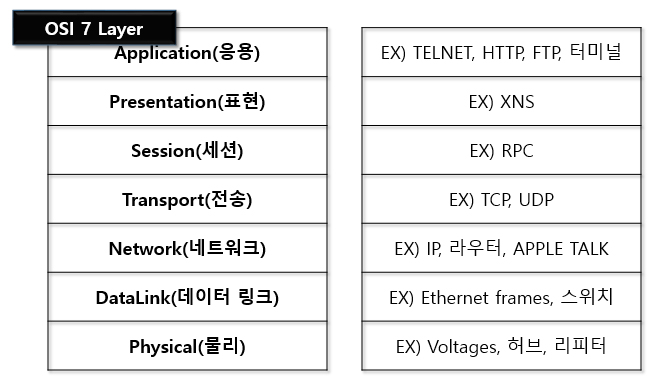 OSI 7 Layer
Application(응용) EX) TELNET, HTTP, FTP, 터미널
Presentation(표현) EX) XNS
Session(세션) EX) RPC
Transport(전송) EX) TCP, UDP
Network(네트워크) EX) IP, 라우터, APPLE TALK
DataLink(데이터 링크) EX) Ethernet frames, 스위치
Physical(물리) EX) Voltages, 허브, 리피터